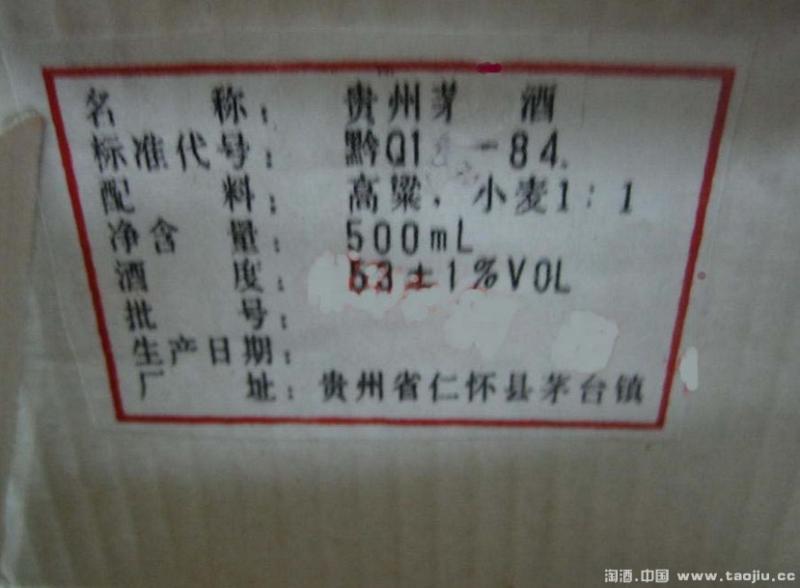 名 称: 贵州茅 酒
标准代号: 黔Q1 -84
配 料: 高粱,小麦1:1
净含 量: 500mL
酒 度: 53±1%VOL
批 号:
生产日期:
厂 址: 贵州省仁怀县茅台镇
淘酒.中国 www.taojiu.cc